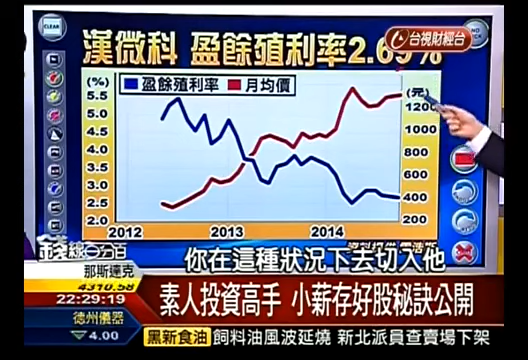 CLEAR
漢微科 盈餘殖利率2.69%
台視財經台
(%)
盈餘殖利率 月均價
(元)
5.5
5.0
4.5
4.0
3.5
3.0
2.5
2.0
1200
1000
800
600
400
200
2012 2013 2014
錢線百分百
你在這種狀況下去切入他
那斯達克
4310.58
22:29:19
素人投資高手 小薪存好股秘訣公開
德州儀器
4.00
黑新食油 飼料油風波延燒 新北派員查賣場下架